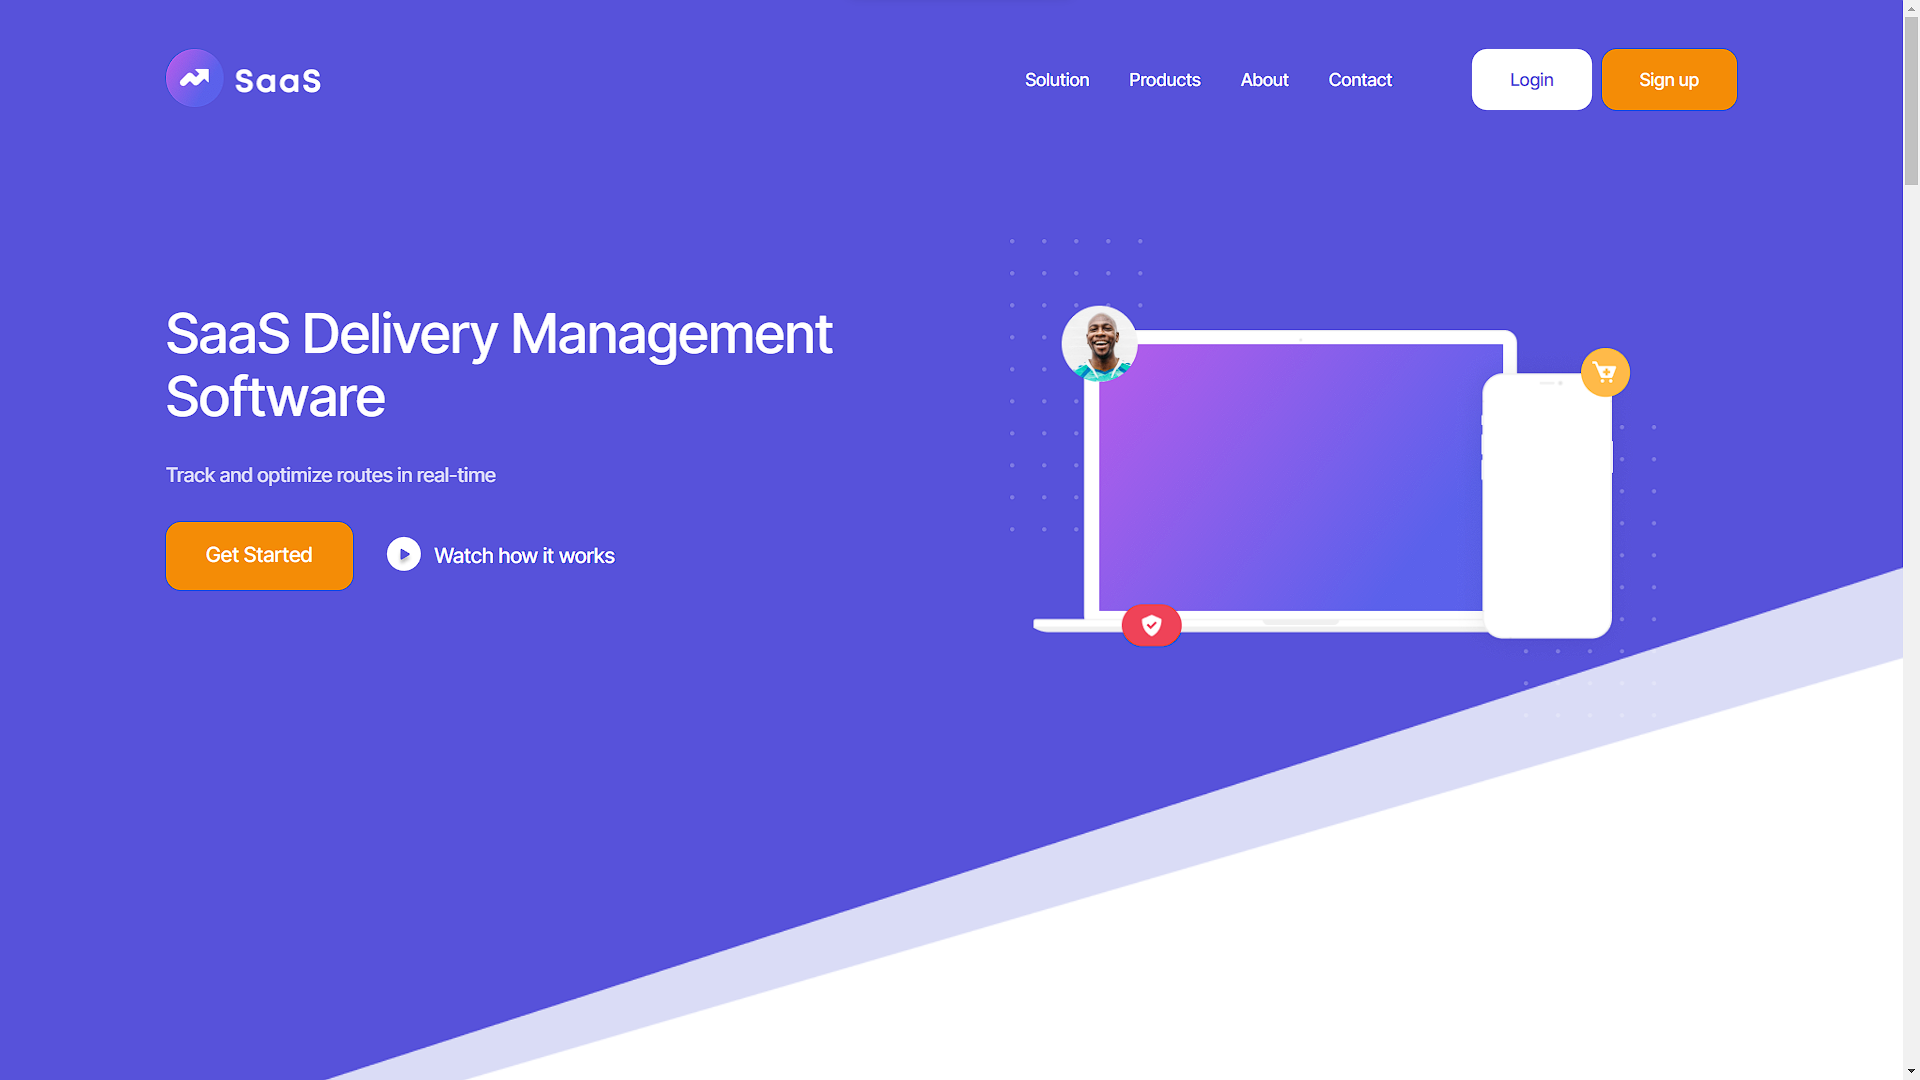 SaaS
Solution
Products
About
Contact
Login
Sign up
SaaS Delivery Management
Software
Track and optimize routes in real-time
Get Started
Watch how it works